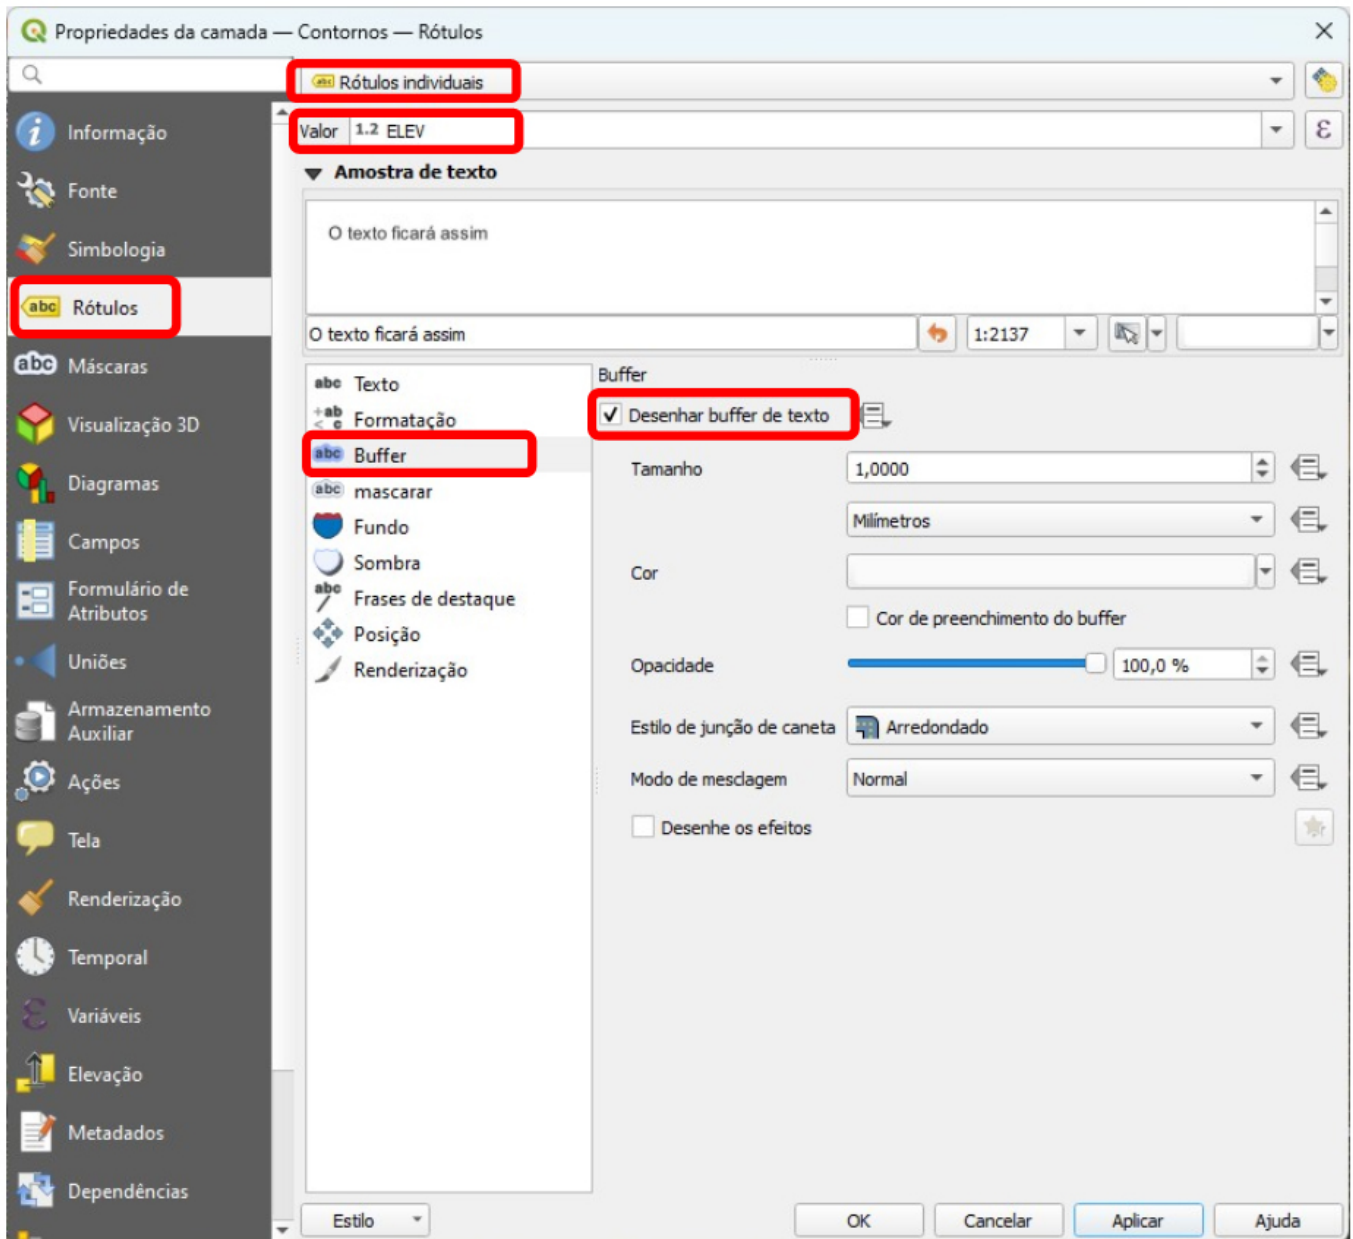 Propriedades da camada — Contornos — Rótulos
abc Rótulos individuais
Valor 1.2 ELEV ε
Amostra de texto
O texto ficará assim
O texto ficará assim 1:2137
Informação
Fonte
Simbologia
abc Rótulos
abc Máscaras
Visualização 3D
Diagramas
Campos
Formulário de
Atributos
Uniões
Armazenamento
Auxiliar
Ações
Tela
Renderização
Temporal
Variáveis
Elevação
Metadados
Dependências
abc Texto
+ab
< c Formatação
abc Buffer
abc mascarar
Fundo
Sombra
abc Frases de destaque
Posição
Renderização
Buffer
Desenhar buffer de texto
Tamanho 1,0000
Milímetros
Cor
Cor de preenchimento do buffer
Opacidade 100,0 %
Estilo de junção de caneta Arredondado
Modo de mesclagem Normal
Desenhe os efeitos
Estilo OK Cancelar Aplicar Ajuda